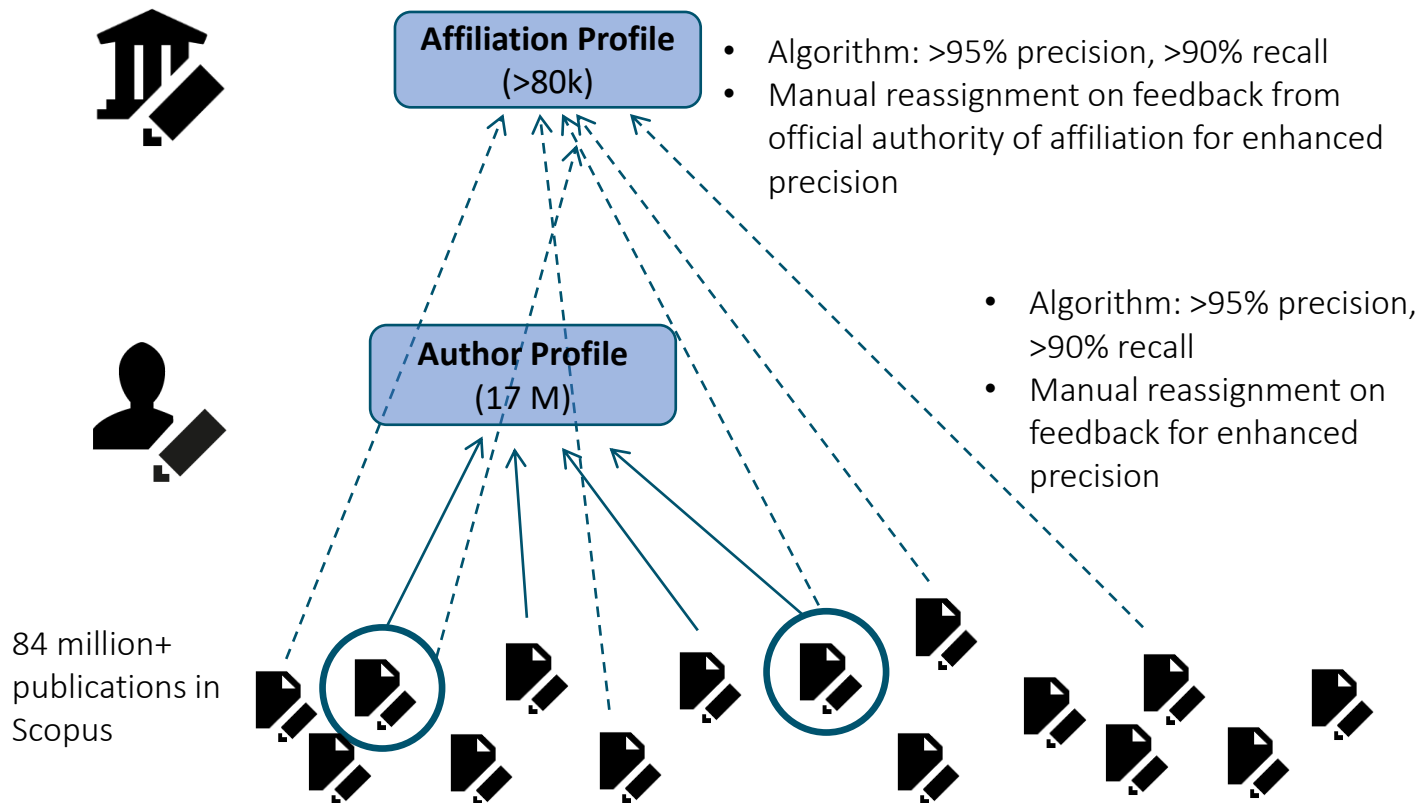 Affiliation Profile
(>80k)
• Algorithm: >95% precision, >90% recall
• Manual reassignment on feedback from
official authority of affiliation for enhanced
precision
Author Profile
(17 M)
• Algorithm: >95% precision,
>90% recall
• Manual reassignment on
feedback for enhanced
precision
84 million+
publications in
Scopus